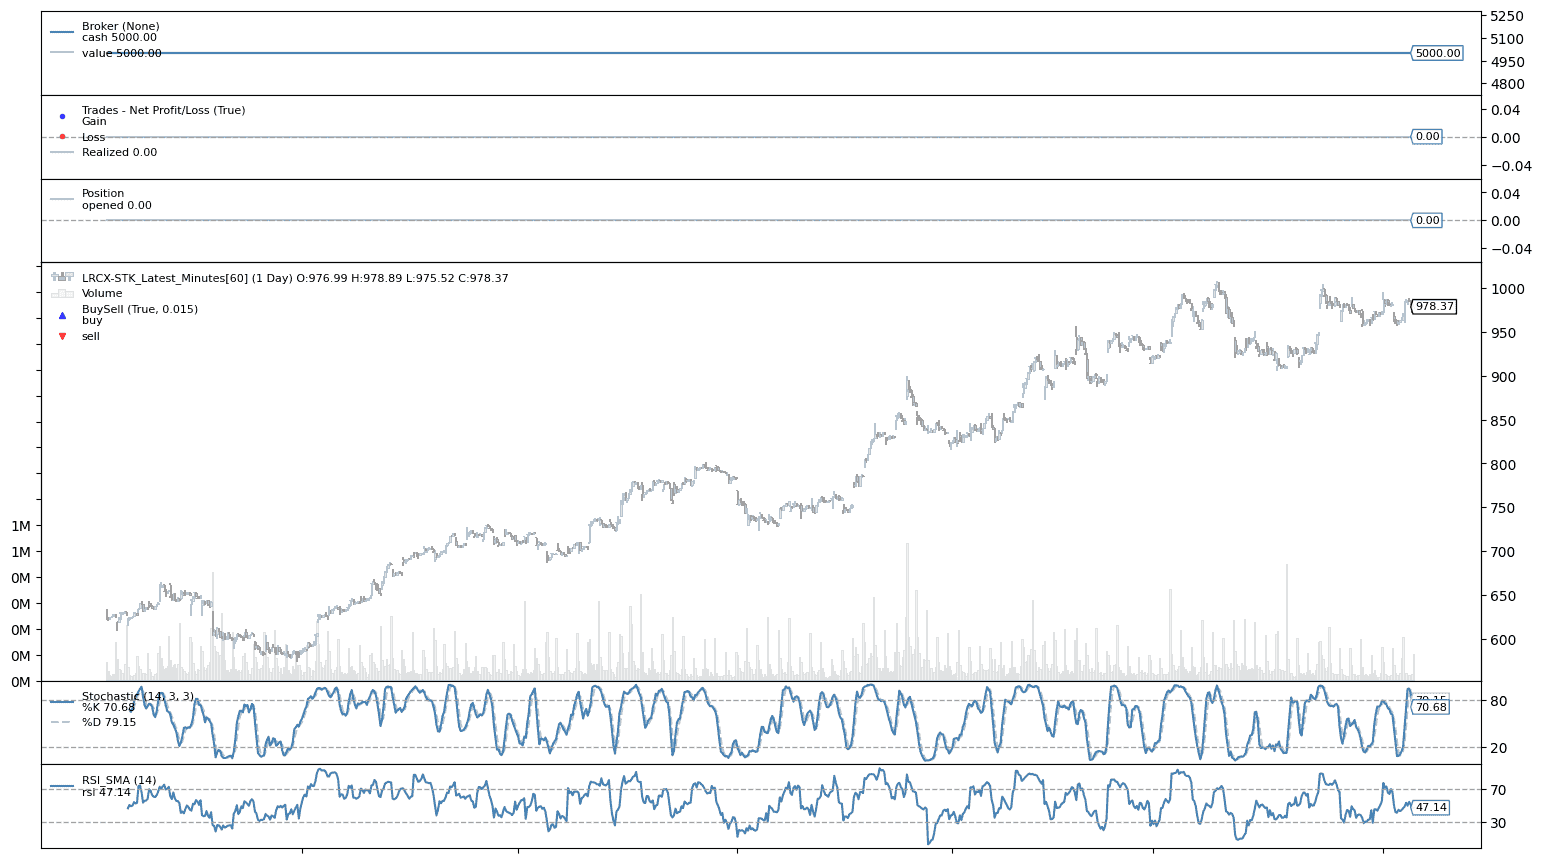 Broker (None)
cash 5000.00
value 5000.00
5250
5100
4950
4800
5000.00
Trades - Net Profit/Loss (True)
Gain
Loss
Realized 0.00
0.04
0.00
−0.04
0.00
Position
opened 0.00
0.04
0.00
−0.04
0.00
LRCX-STK_Latest_Minutes[60] (1 Day) O:976.99 H:978.89 L:975.52 C:978.37
Volume
BuySell (True, 0.015)
buy
sell
1000
950
900
850
800
750
700
650
600
978.37
1M
1M
0M
0M
0M
0M
0M
Stochastic (14, 3, 3)
%K 70.68
%D 79.15
80
20
79.15
70.68
RSI_SMA (14)
rsi 47.14
70
30
47.14